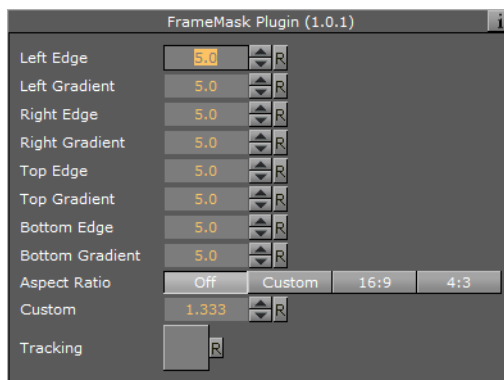 FrameMask Plugin (1.0.1) i
Left Edge 5.0 R
Left Gradient 5.0 R
Right Edge 5.0 R
Right Gradient 5.0 R
Top Edge 5.0 R
Top Gradient 5.0 R
Bottom Edge 5.0 R
Bottom Gradient 5.0 R
Aspect Ratio Off Custom 16:9 4:3
Custom 1.333 R
Tracking R